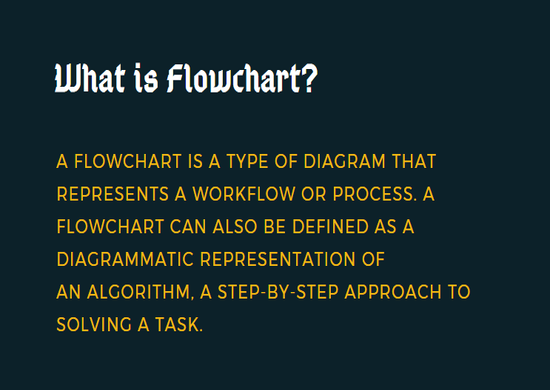 What is Flowchart?
A FLOWCHART IS A TYPE OF DIAGRAM THAT
REPRESENTS A WORKFLOW OR PROCESS. A
FLOWCHART CAN ALSO BE DEFINED AS A
DIAGRAMMATIC REPRESENTATION OF
AN ALGORITHM, A STEP-BY-STEP APPROACH TO
SOLVING A TASK.